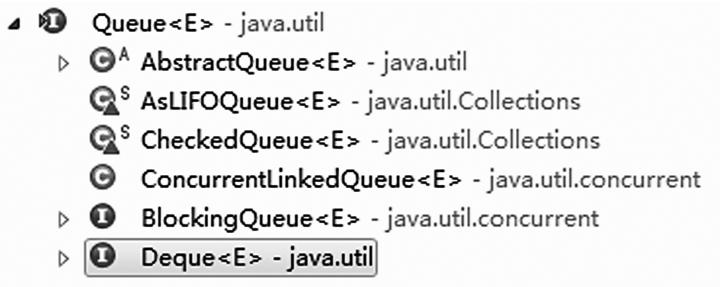 Queue<E> - java.util
AbstractQueue<E> - java.util
AsLIFOQueue<E> - java.util.Collections
CheckedQueue<E> - java.util.Collections
ConcurrentLinkedQueue<E> - java.util.concurrent
BlockingQueue<E> - java.util.concurrent
Deque<E> - java.util